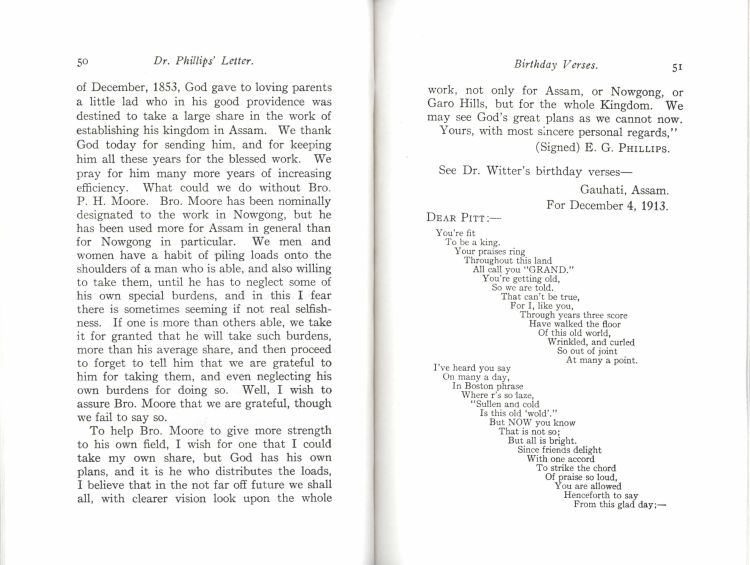 50 Dr. Phillips' Letter.
of December, 1853, God gave to loving parents
a little lad who in his good providence was
destined to take a large share in the work of
establishing his kingdom in Assam. We thank
God today for sending him, and for keeping
him all these years for the blessed work. We
pray for him many more years of increasing
efficiency. What could we do without Bro.
P. H. Moore. Bro. Moore has been nominally
designated to the work in Nowgong, but he
has been used more for Assam in general than
for Nowgong in particular. We men and
women have a habit of piling loads onto the
shoulders of a man who is able, and also willing
to take them, until he has to neglect some of
his own special burdens, and in this I fear
there is sometimes seeming if not real selfish-
ness. If one is more than others able, we take
it for granted that he will take such burdens,
more than his average share, and then proceed
to forget to tell him that we are grateful to
him for taking them, and even neglecting his
own burdens for doing so. Well, I wish to
assure Bro. Moore that we are grateful, though
we fail to say so.
To help Bro. Moore to give more strength
to his own field, I wish for one that I could
take my own share, but God has his own
plans, and it is he who distributes the loads,
I believe that in the not far off future we shall
all, with clearer vision look upon the whole
Birthday Verses. 51
work, not only for Assam, or Nowgong, or
Garo Hills, but for the whole Kingdom. We
may see God's great plans as we cannot now.
Yours, with most sincere personal regards,"
(Signed) E. G. PHILLIPS.
See Dr. Witter's birthday verses—
Gauhati, Assam.
For December 4, 1913.
DEAR PITT:—
You're fit
To be a king.
Your praises ring
Throughout this land
All call you "GRAND."
You're getting old,
So we are told.
That can't be true,
For I, like you,
Through years three score
Have walked the floor
Of this old world,
Wrinkled, and curled
So out of joint
At many a point.
I've heard you say
On many a day,
In Boston phrase
Where r's so laze,
"Sullen and cold
Is this old 'wold'."
But NOW you know
That is not so;
But all is bright.
Since friends delight
With one accord
To strike the chord
Of praise so loud,
You are allowed
Henceforth to say
From this glad day;—